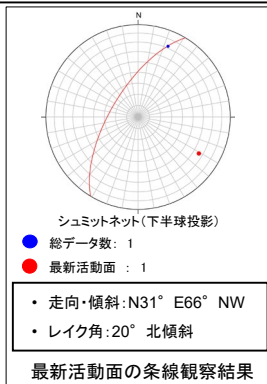 N
シュミットネット(下半球投影)
総データ数: 1
最新活動面 : 1
• 走向・傾斜:N31° E66° NW
• レイク角:20° 北傾斜
最新活動面の条線観察結果